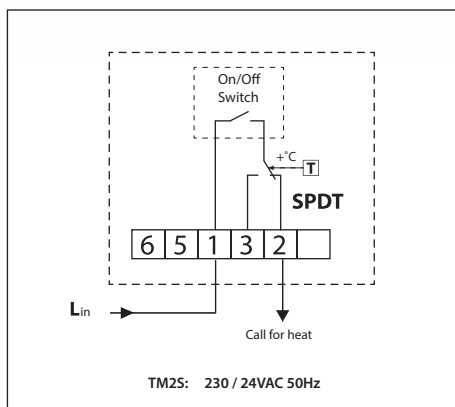 On/Off
Switch
+°C
T
SPDT
6 5 1 3 2
Lin
Call for heat
TM2S: 230 / 24VAC 50Hz